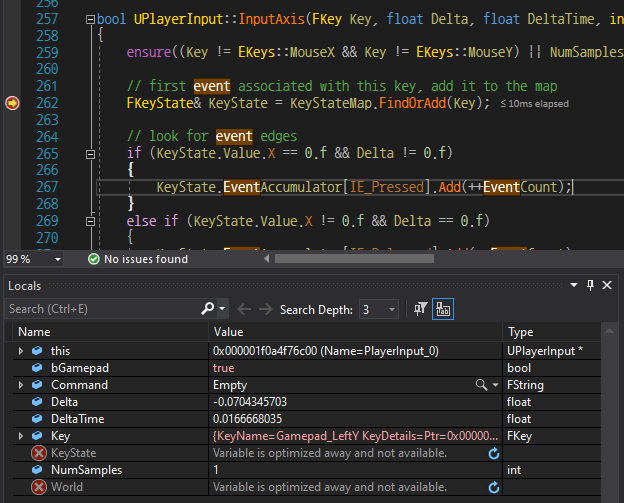 256
257 bool UPlayerInput::InputAxis(FKey Key, float Delta, float DeltaTime, in
258 {
259 ensure((Key != EKeys::MouseX && Key != EKeys::MouseY) || NumSamples
260
261 // first event associated with this key, add it to the map
262 FKeyState& KeyState = KeyStateMap.FindOrAdd(Key); ≤ 10ms elapsed
263
264 // look for event edges
265 if (KeyState.Value.X == 0.f && Delta != 0.f)
266 {
267 KeyState.EventAccumulator[IE_Pressed].Add(++EventCount);
268 }
269 else if (KeyState.Value.X != 0.f && Delta == 0.f)
270 {
99 % No issues found
Locals
Search (Ctrl+E) Search Depth: 3
Name Value Type
this 0x000001f0a4f76c00 (Name=PlayerInput_0) UPlayerInput *
bGamepad true bool
Command Empty FString
Delta -0.0704345703 float
DeltaTime 0.0166668035 float
Key {KeyName=Gamepad_LeftY KeyDetails=Ptr=0x00000... FKey
KeyState Variable is optimized away and not available.
NumSamples 1 int
World Variable is optimized away and not available.